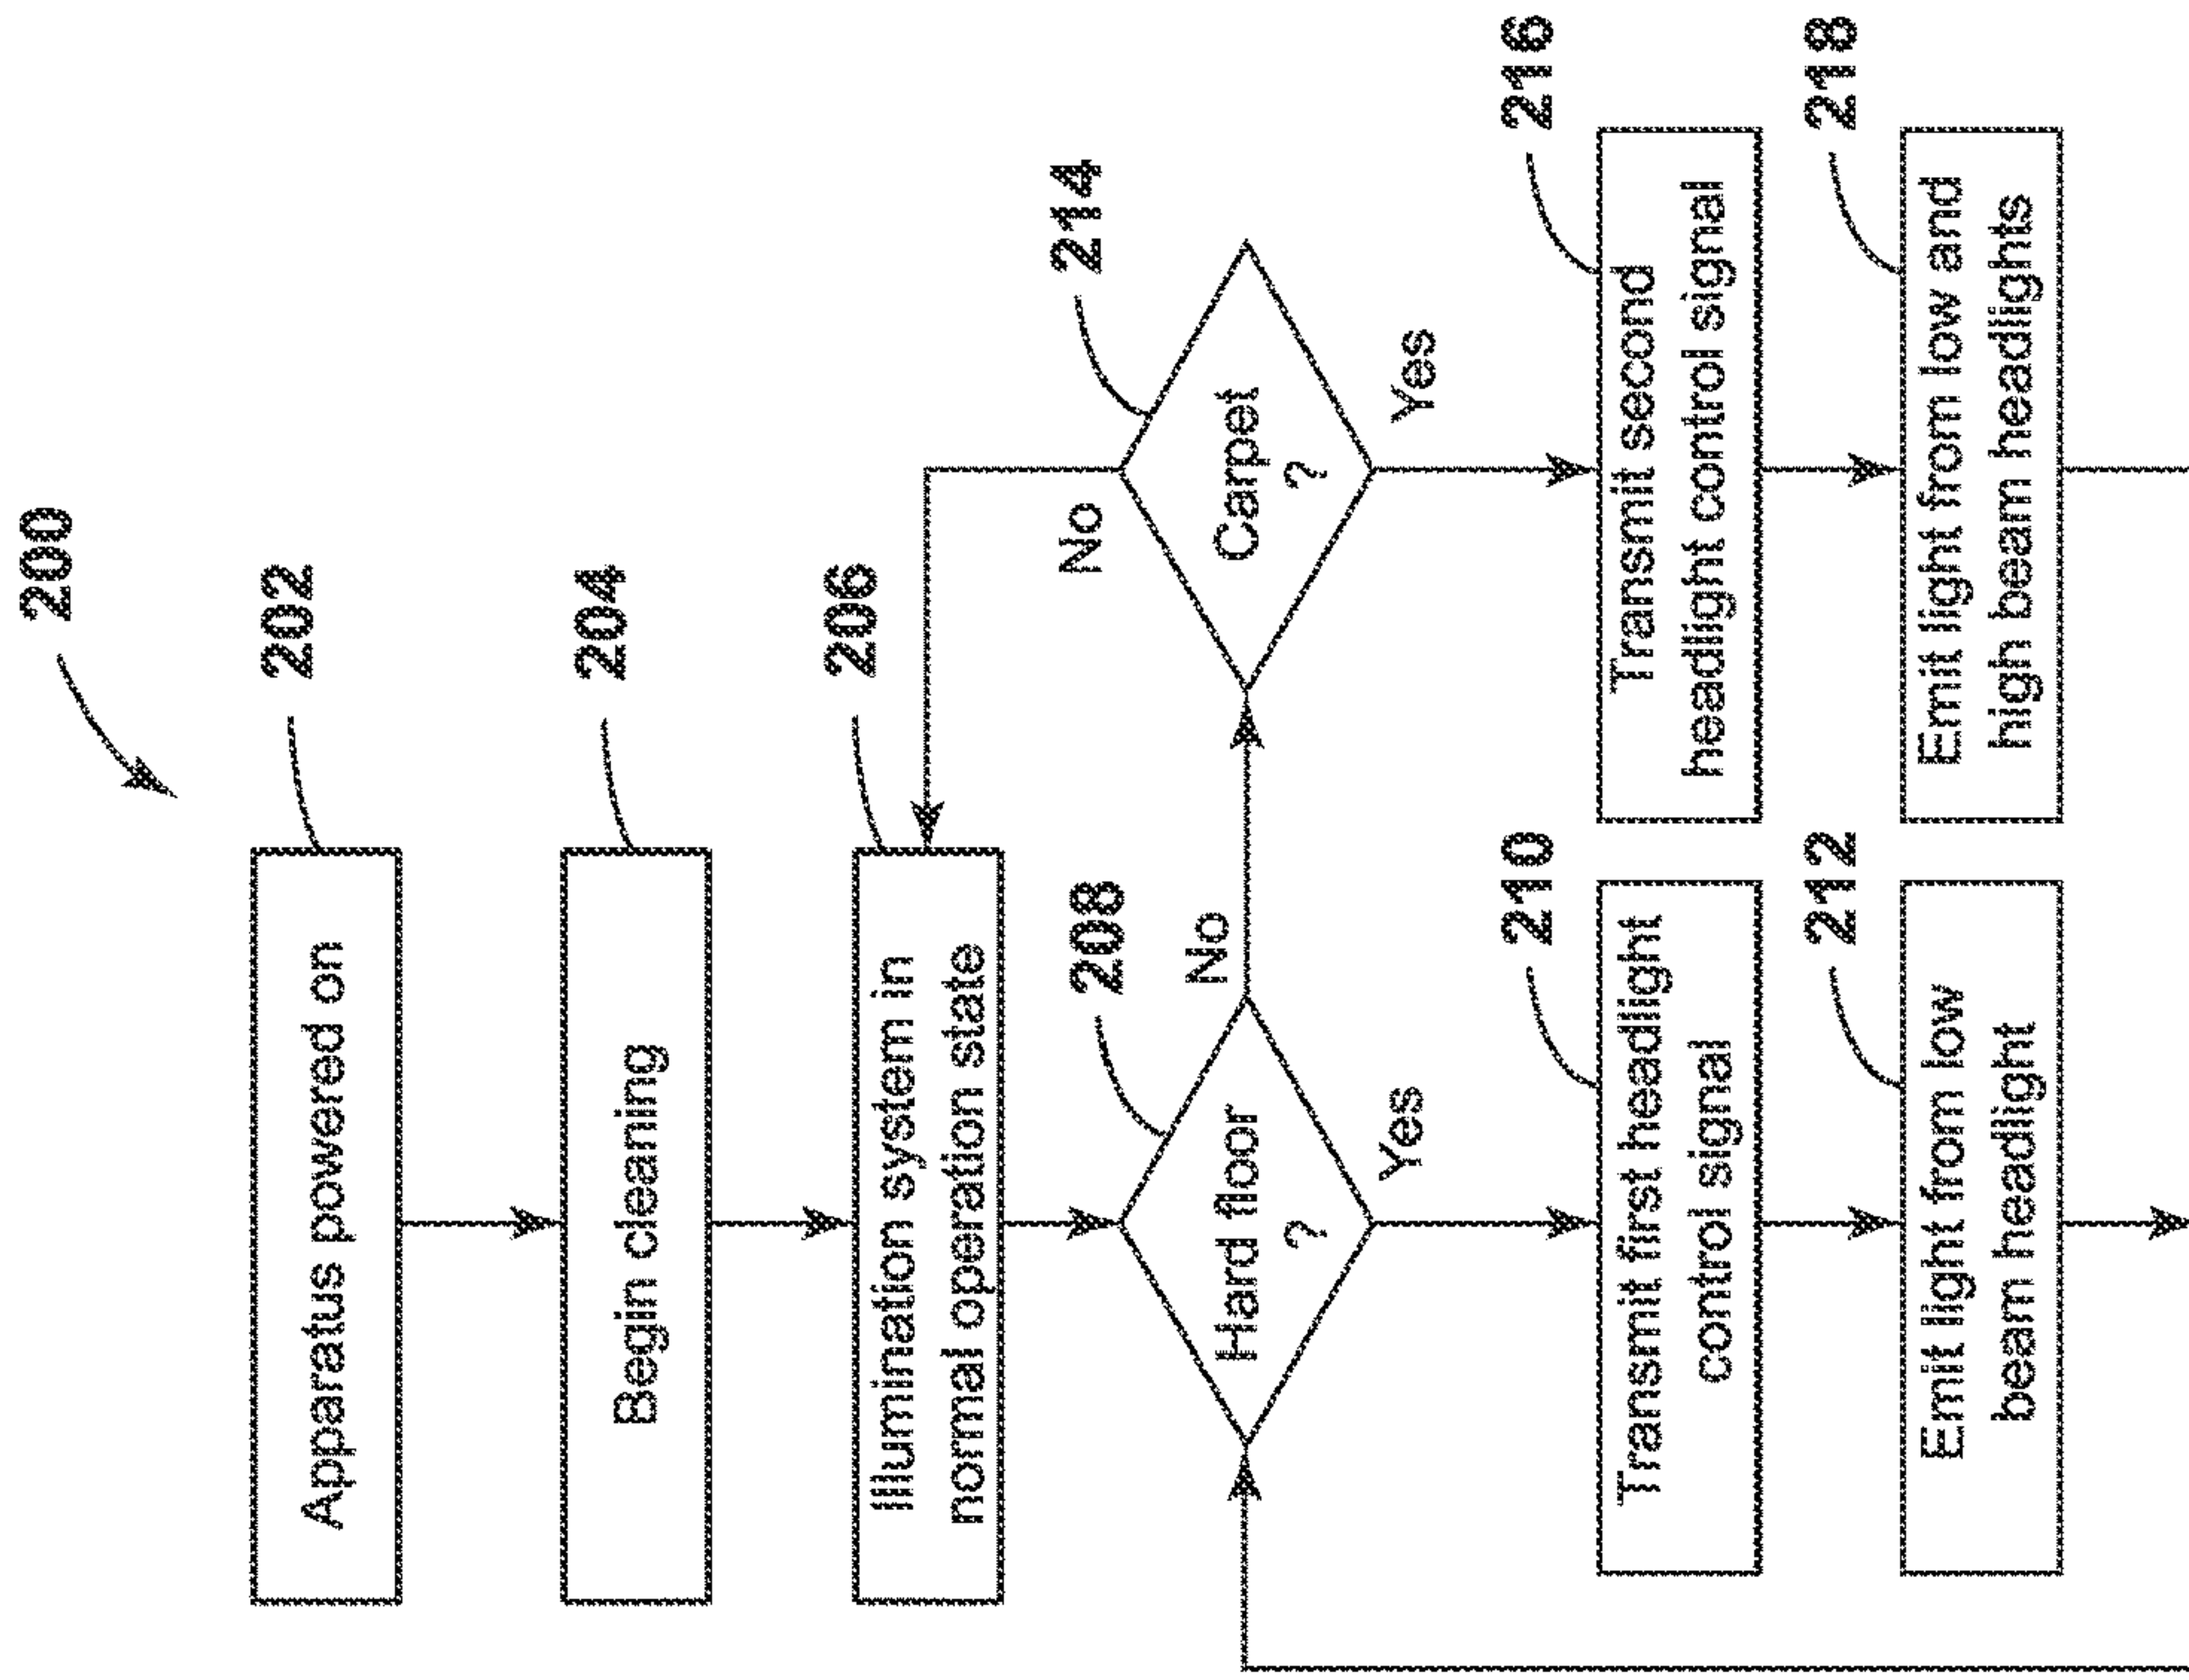 200
Apparatus powered on
202
Begin cleaning
204
Illumination system in
normal operation state
206
Hard floor
?
208
No
Yes
Carpet
?
214
No
Yes
Transmit first headlight
control signal
210
Transmit second
headlight control signal
216
Emit light from low
beam headlight
212
Emit light from low and
high beam headlights
218